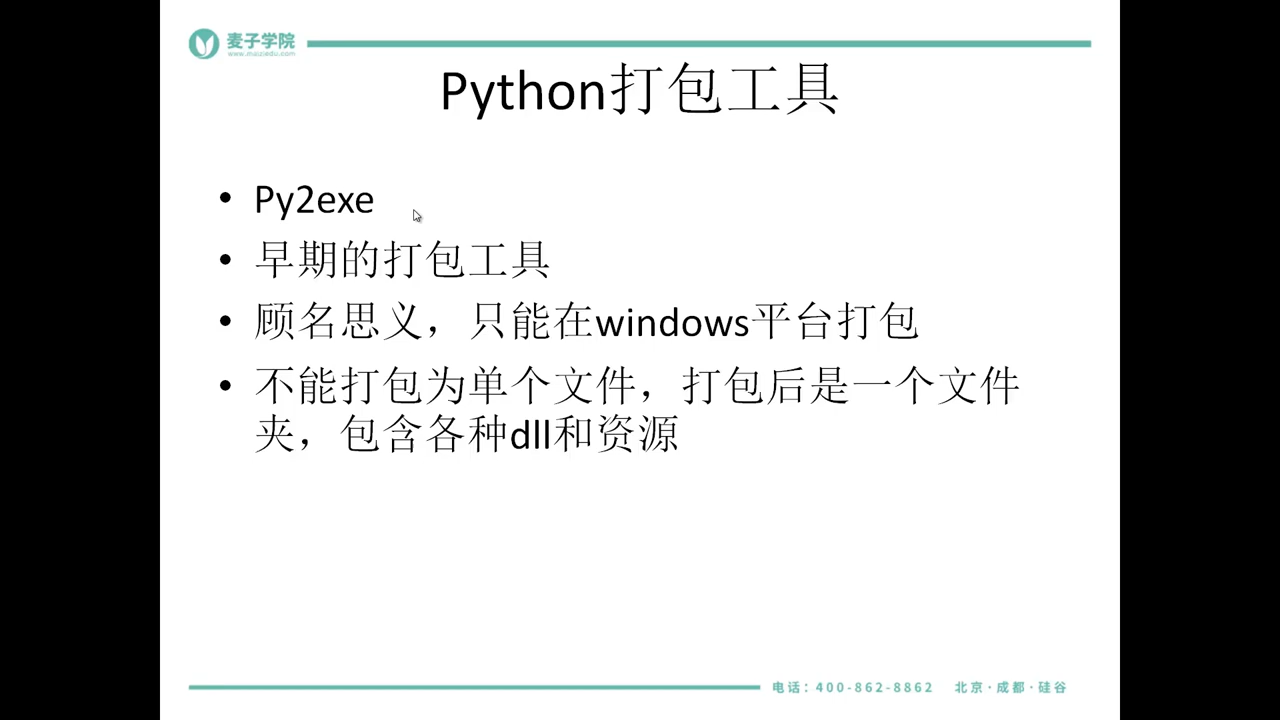 麦子学院
www.maiziedu.com
Python打包工具
• Py2exe
• 早期的打包工具
• 顾名思义，只能在windows平台打包
• 不能打包为单个文件，打包后是一个文件
夹，包含各种dll和资源
电话：400-862-8862 北京·成都·硅谷